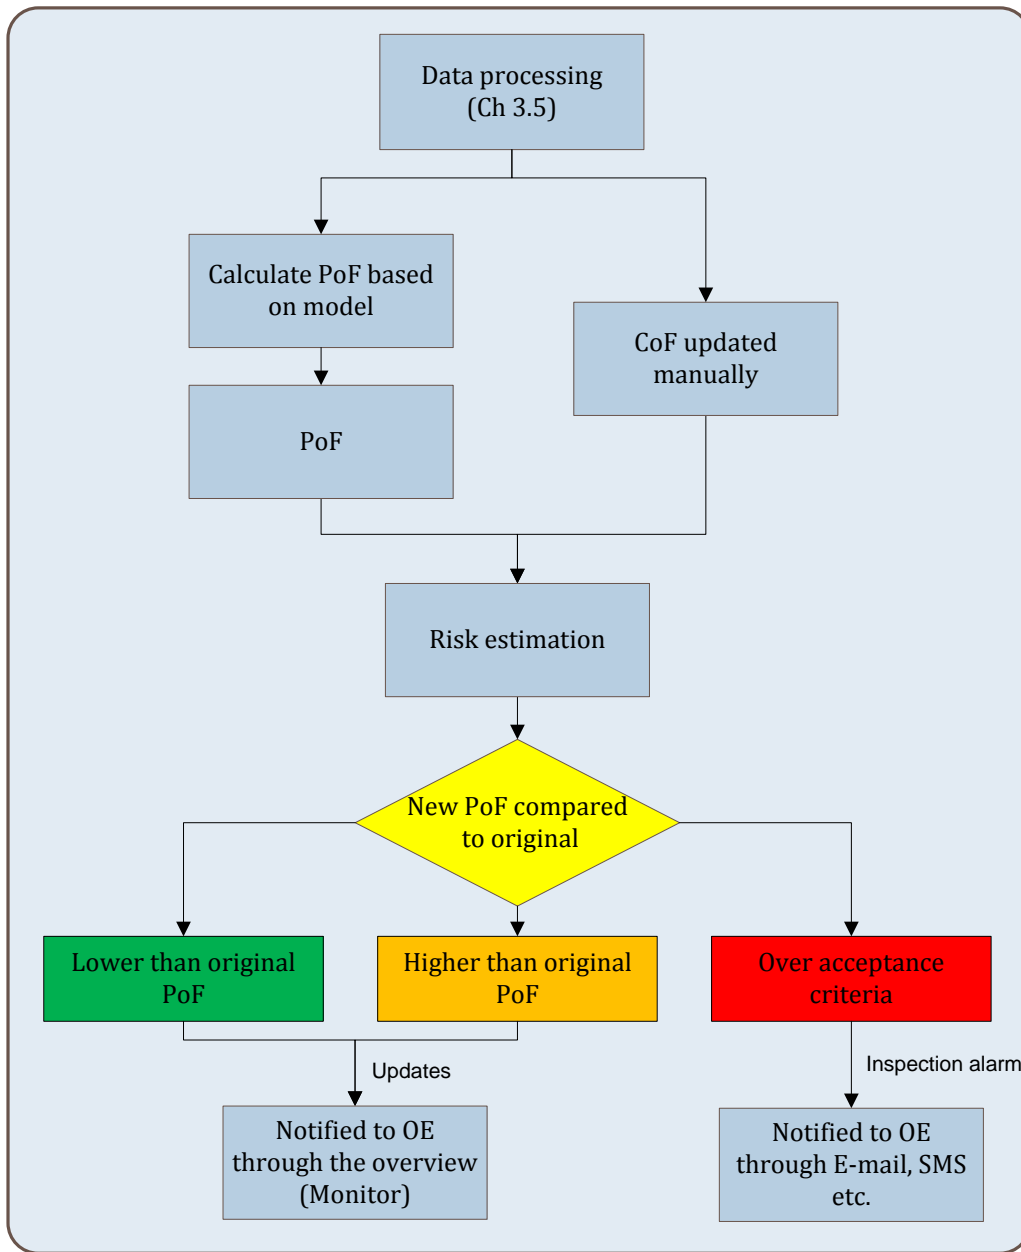 Data processing
(Ch 3.5)
Calculate PoF based
on model
CoF updated
manually
PoF
Risk estimation
New PoF compared
to original
Lower than original
PoF
Higher than original
PoF
Over acceptance
criteria
Updates
Inspection alarm
Notified to OE
through the overview
(Monitor)
Notified to OE
through E-mail, SMS
etc.